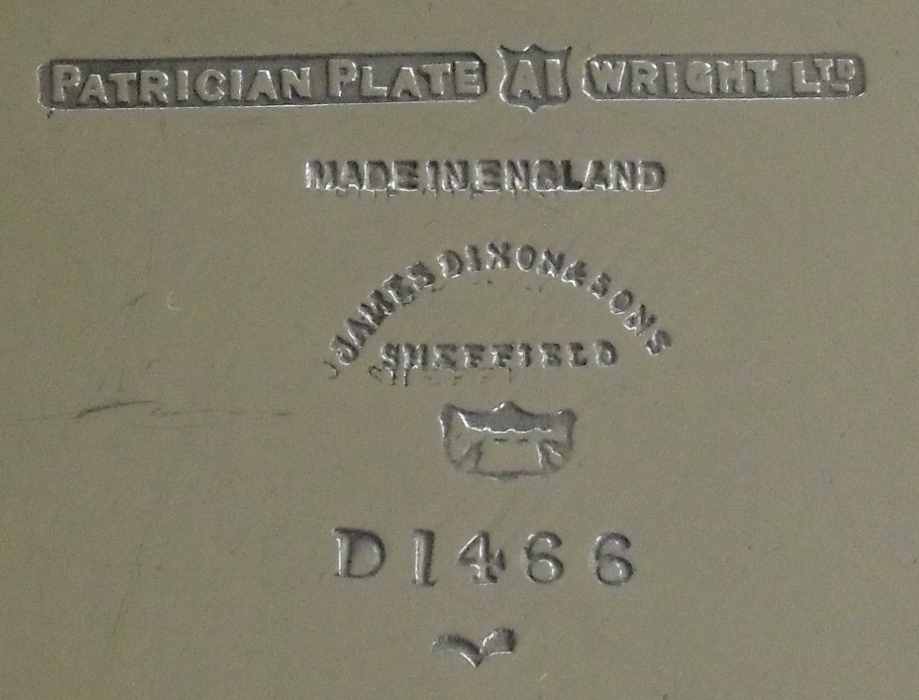 PATRICIAN PLATE A1 WRIGHT LTD
MADE IN ENGLAND
JAMES DIXON & SONS
SHEFFIELD
D1466